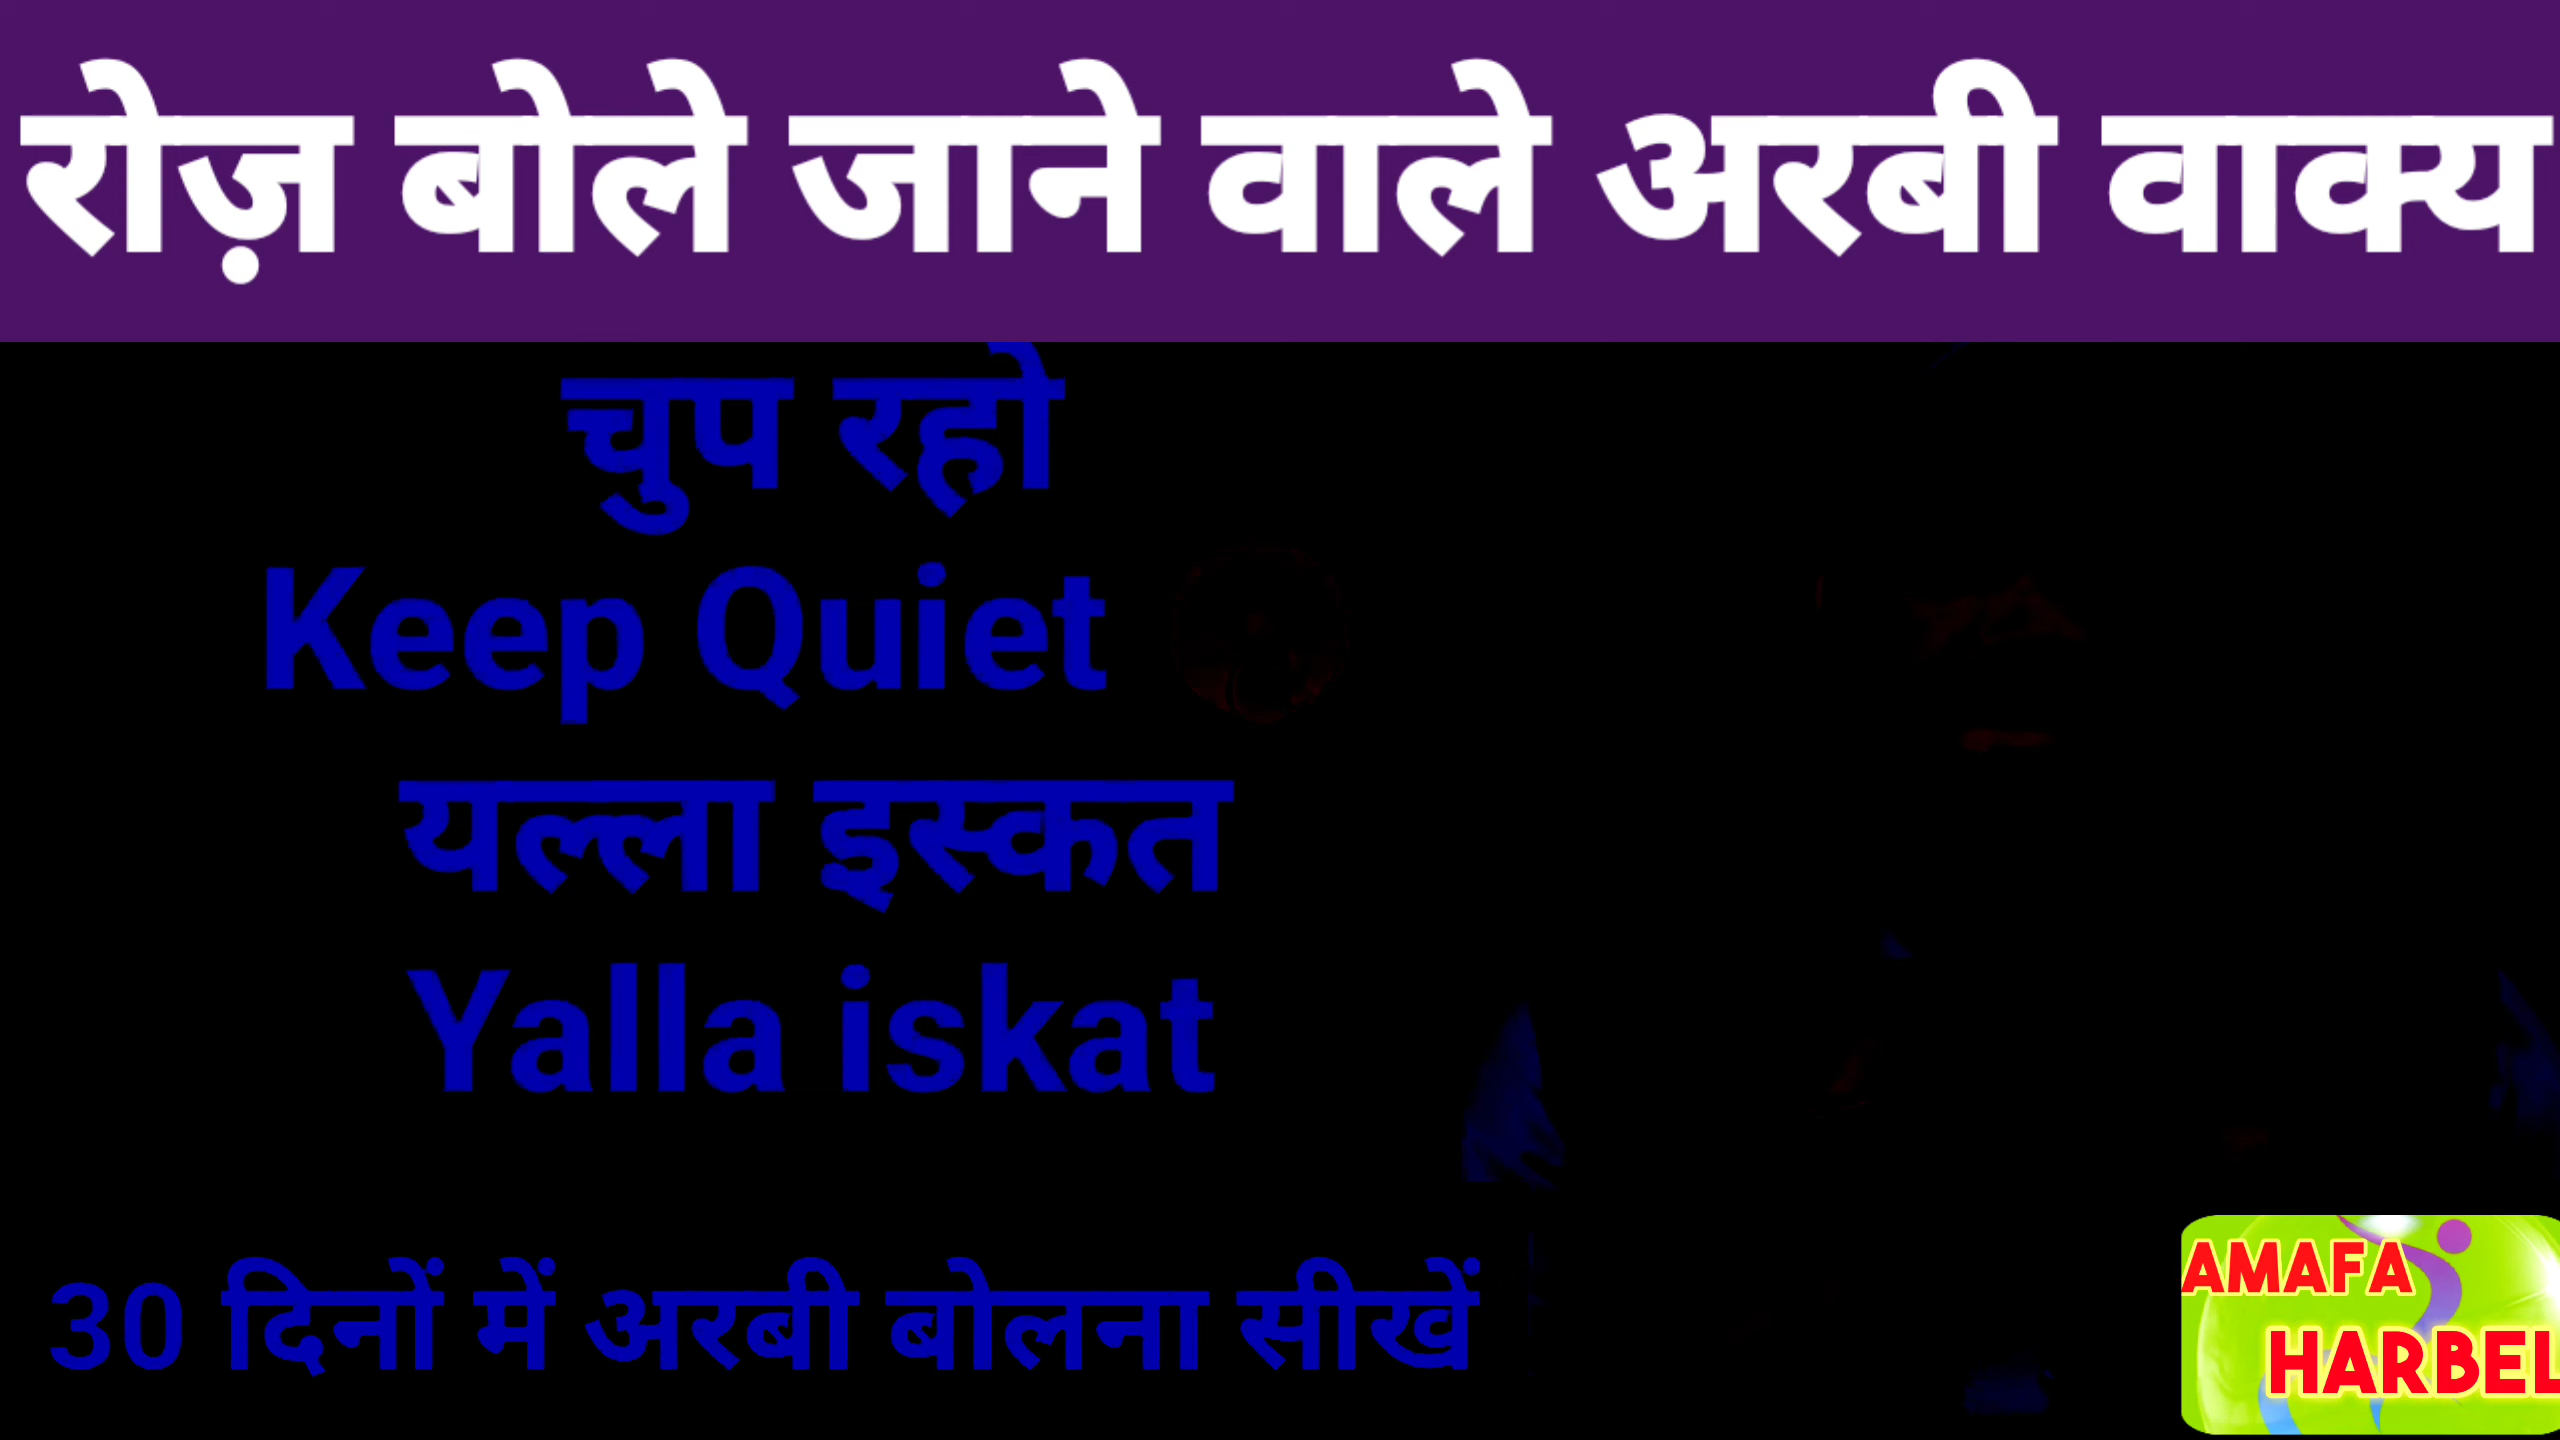 रोज़ बोले जाने वाले अरबी वाक्य
चुप रहो
Keep Quiet
यल्ला इस्कत
Yalla iskat
30 दिनों में अरबी बोलना सीखें
AMAFA
HARBEL